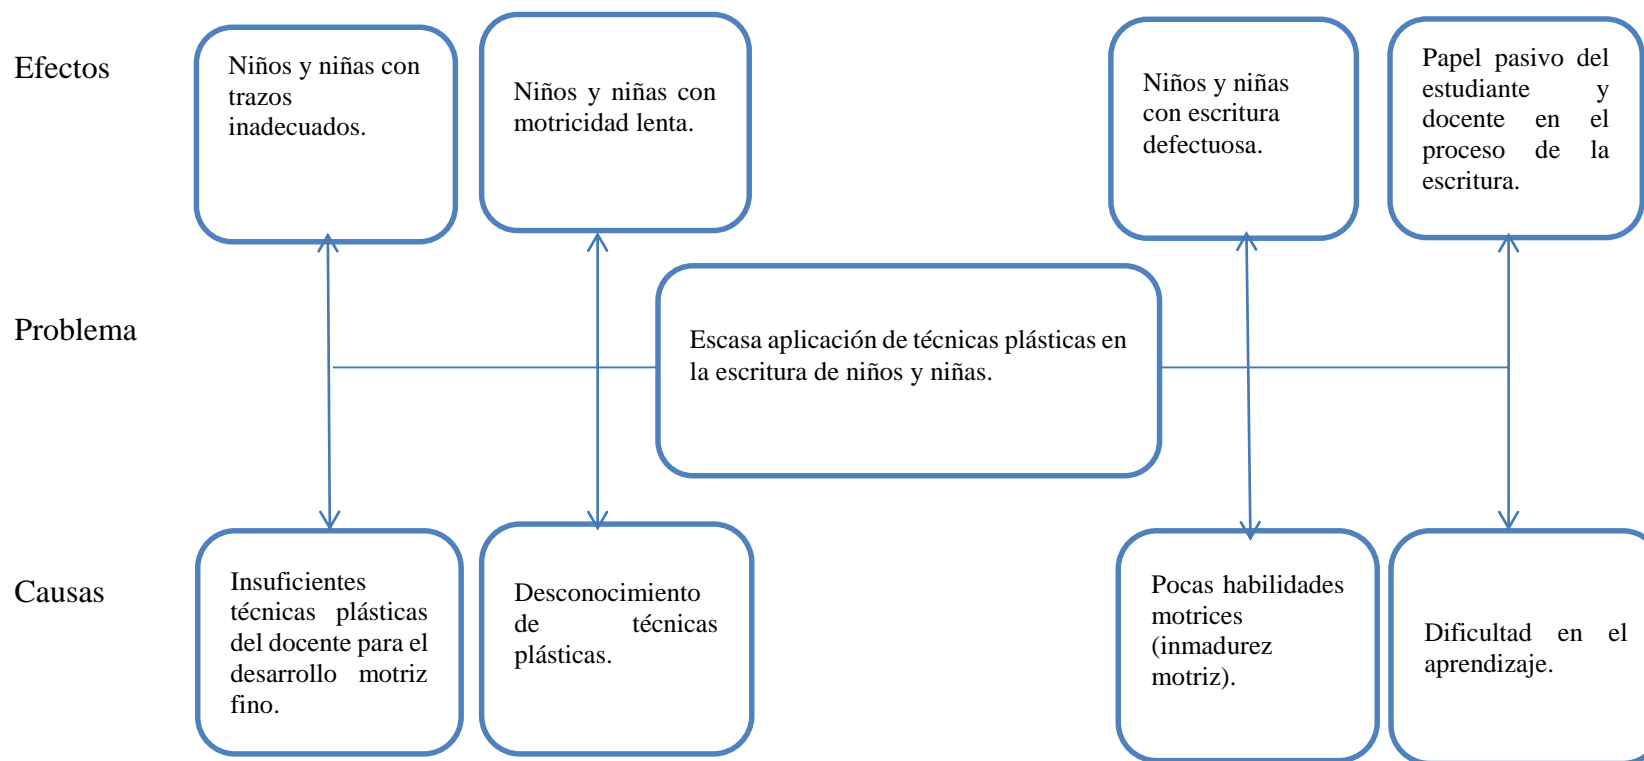 Efectos
Niños y niñas con
trazos
inadecuados.
Niños y niñas con
motricidad lenta.
Niños y niñas
con escritura
defectuosa.
Papel pasivo del
estudiante y
docente en el
proceso de la
escritura.
Problema
Escasa aplicación de técnicas plásticas en
la escritura de niños y niñas.
Causas
Insuficientes
técnicas plásticas
del docente para el
desarrollo motriz
fino.
Desconocimiento
de técnicas
plásticas.
Pocas habilidades
motrices
(inmadurez
motriz).
Dificultad en el
aprendizaje.